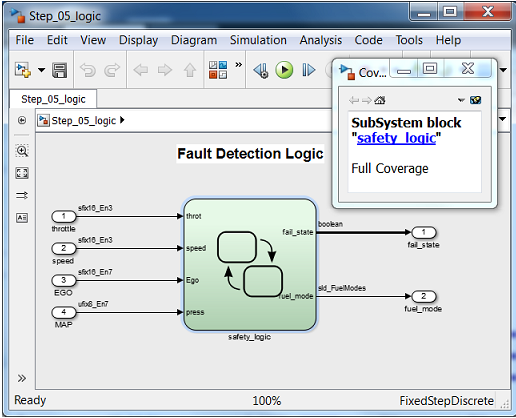 Step_05_logic
File Edit View Display Diagram Simulation Analysis Code Tools Help
Cov...
Step_05_logic
Step_05_logic
SubSystem block
"safety_logic"
Full Coverage
Fault Detection Logic
1 sfix16_En3 throt
throttle
2 sfix16_En3 speed
speed
3 sfix16_En7 Ego
EGO
4 ufix8_En7 press
MAP
fail_state boolean 1
fail_state
fuel_mode sld_FuelModes 2
fuel_mode
safety_logic
Ready 100% FixedStepDiscrete